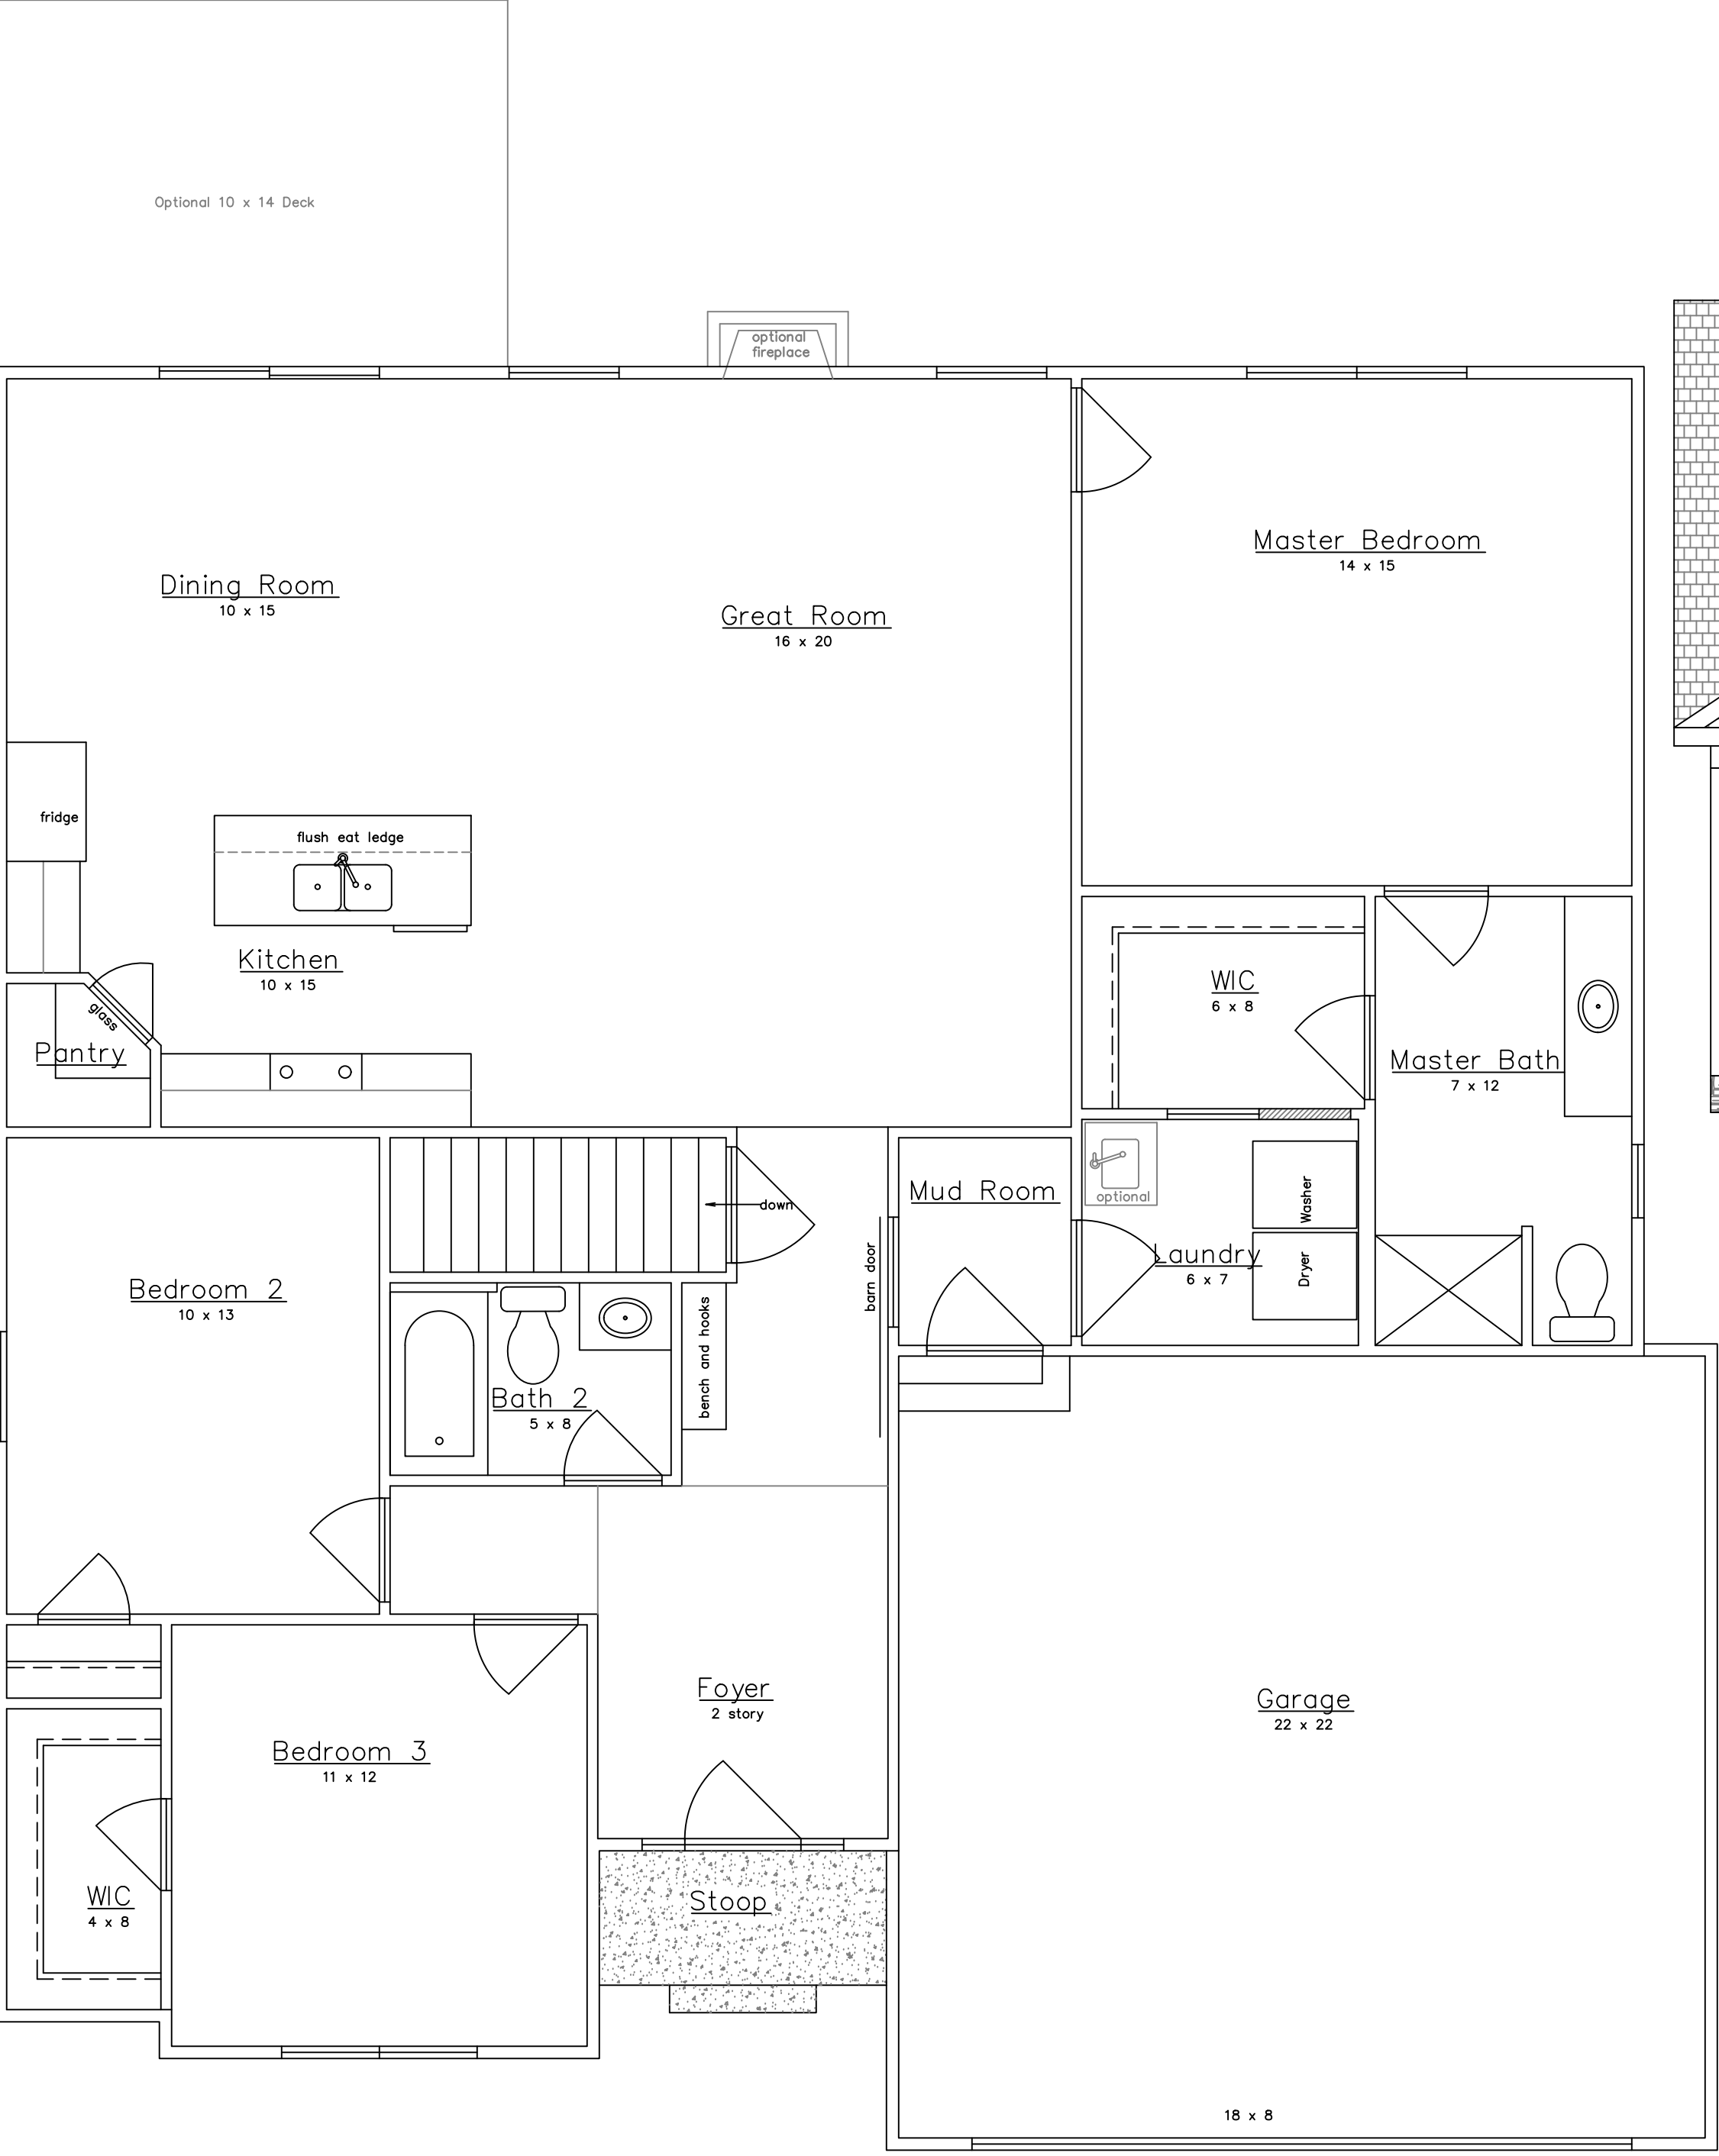 Optional 10 x 14 Deck
optional
fireplace
Master Bedroom
14 x 15
Dining Room
10 x 15
Great Room
16 x 20
fridge
flush eat ledge
Kitchen
10 x 15
glass
Pantry
WIC
6 x 8
Master Bath
7 x 12
Mud Room
optional
Washer
down
Laundry
6 x 7
Dryer
barn door
Bedroom 2
10 x 13
bench and hooks
Bath 2
5 x 8
Foyer
2 story
Garage
22 x 22
Bedroom 3
11 x 12
WIC
4 x 8
Stoop
18 x 8